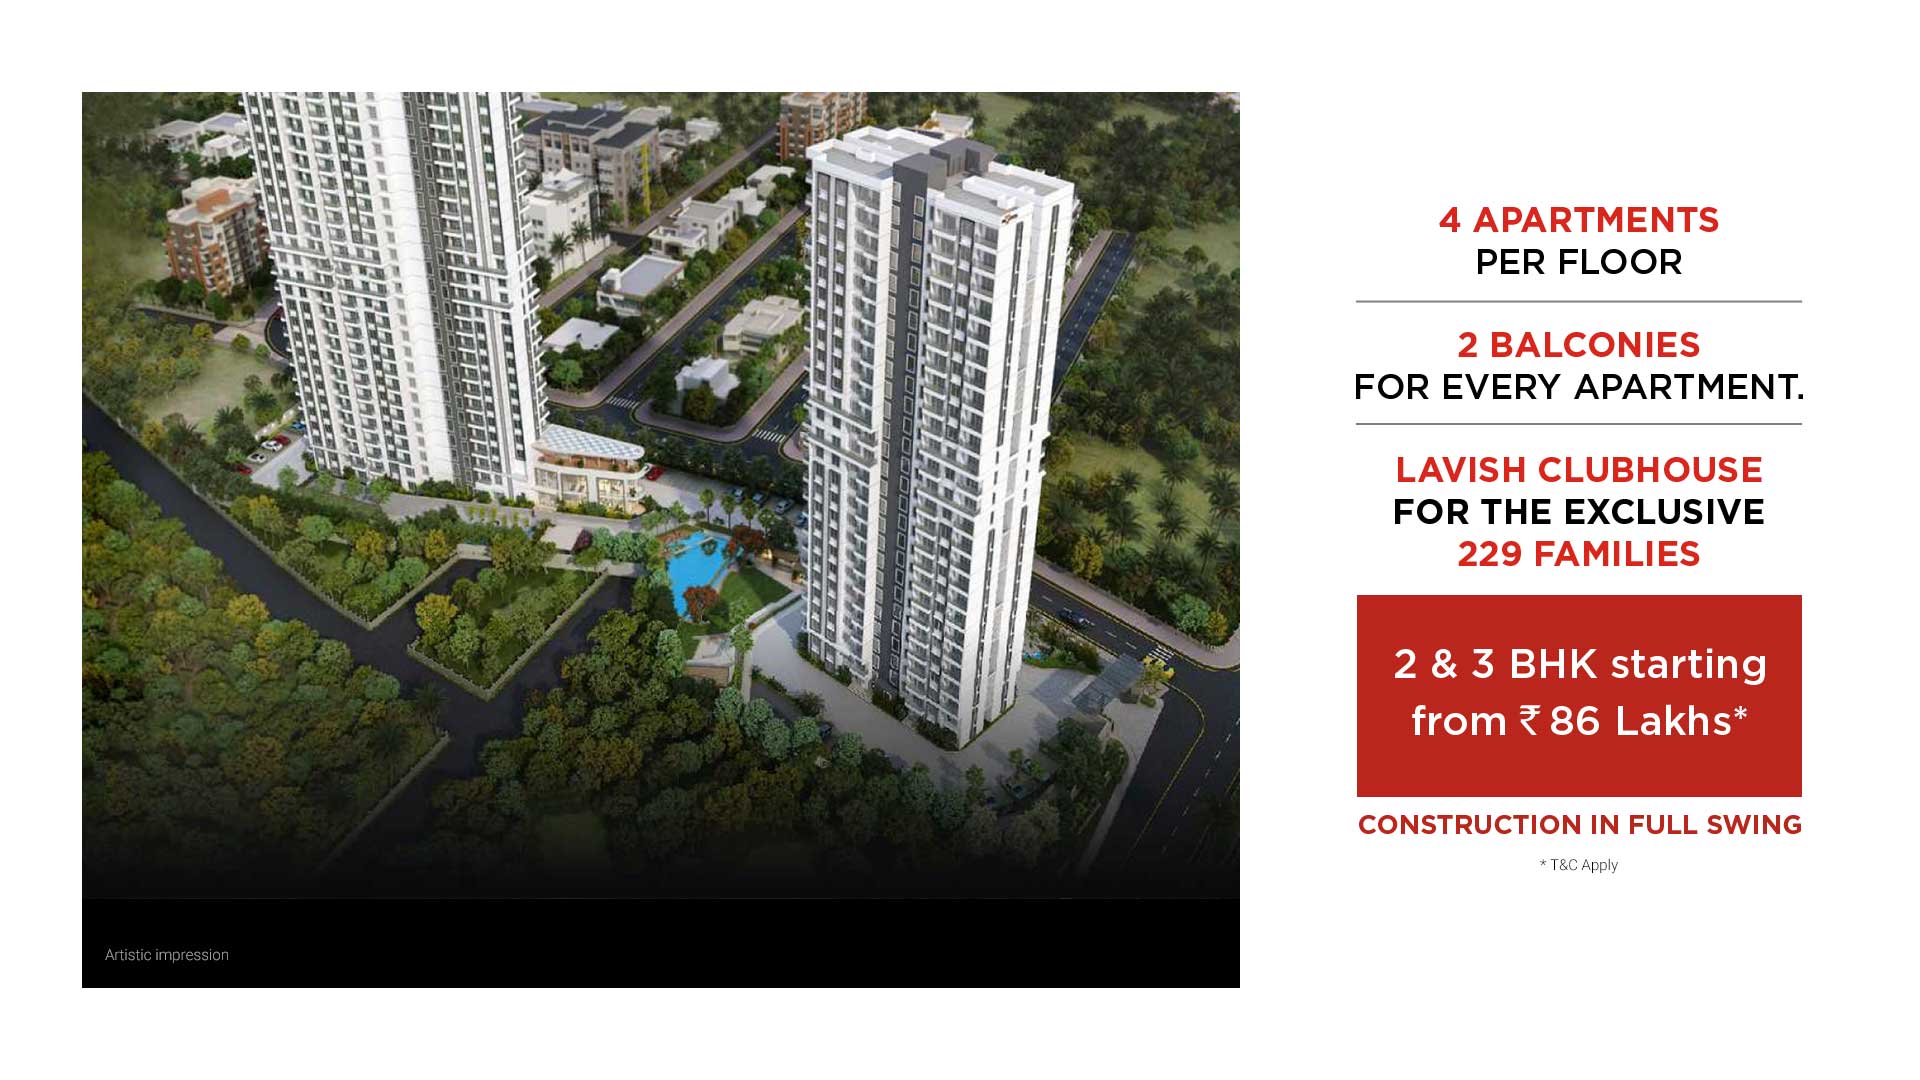 4 APARTMENTS
PER FLOOR
2 BALCONIES
FOR EVERY APARTMENT.
LAVISH CLUBHOUSE
FOR THE EXCLUSIVE
229 FAMILIES
2 & 3 BHK starting
from ₹ 86 Lakhs*
CONSTRUCTION IN FULL SWING
* T&C Apply
Artistic impression